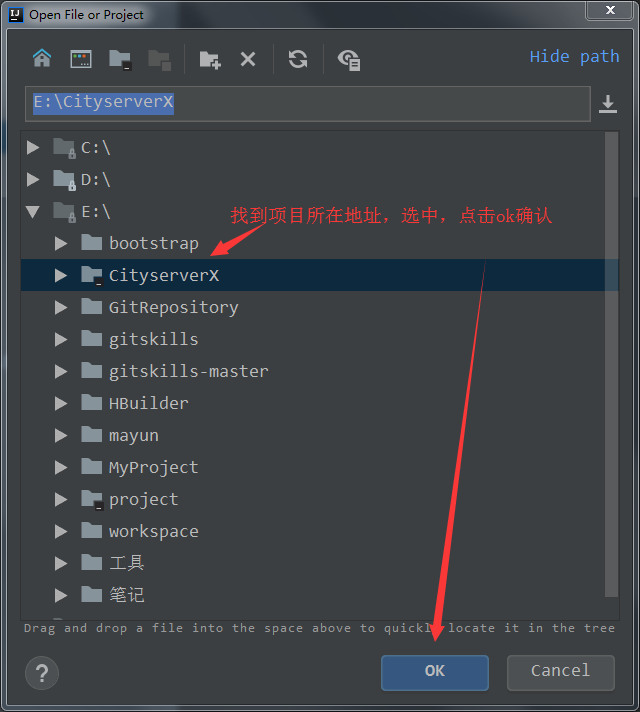 IJ Open File or Project
Hide path
E:\CityserverX
C:\
D:\
E:\
找到项目所在地址，选中，点击ok确认
bootstrap
CityserverX
GitRepository
gitskills
gitskills-master
HBuilder
mayun
MyProject
project
workspace
工具
笔记
Drag and drop a file into the space above to quickly locate it in the tree
?
OK
Cancel